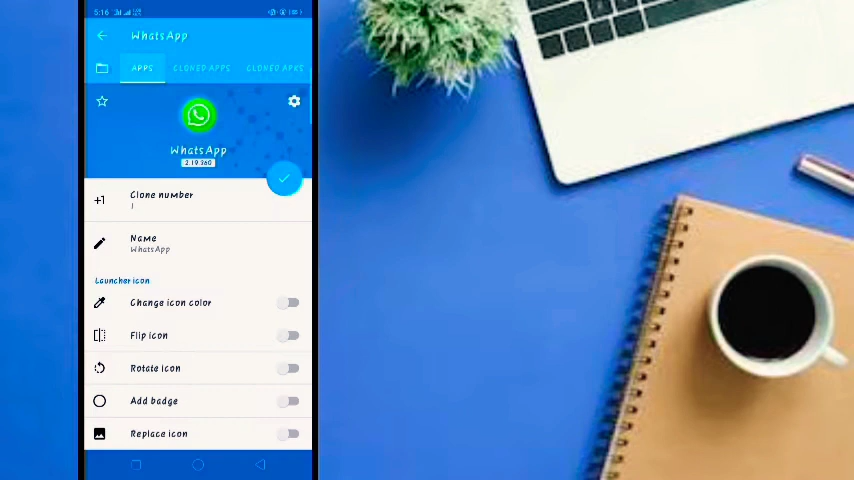 5:16
WhatsApp
APPS CLONED APPS CLONED APKS
WhatsApp
2.19.360
+1 Clone number
1
Name
WhatsApp
Launcher icon
Change icon color
Flip icon
Rotate icon
Add badge
Replace icon